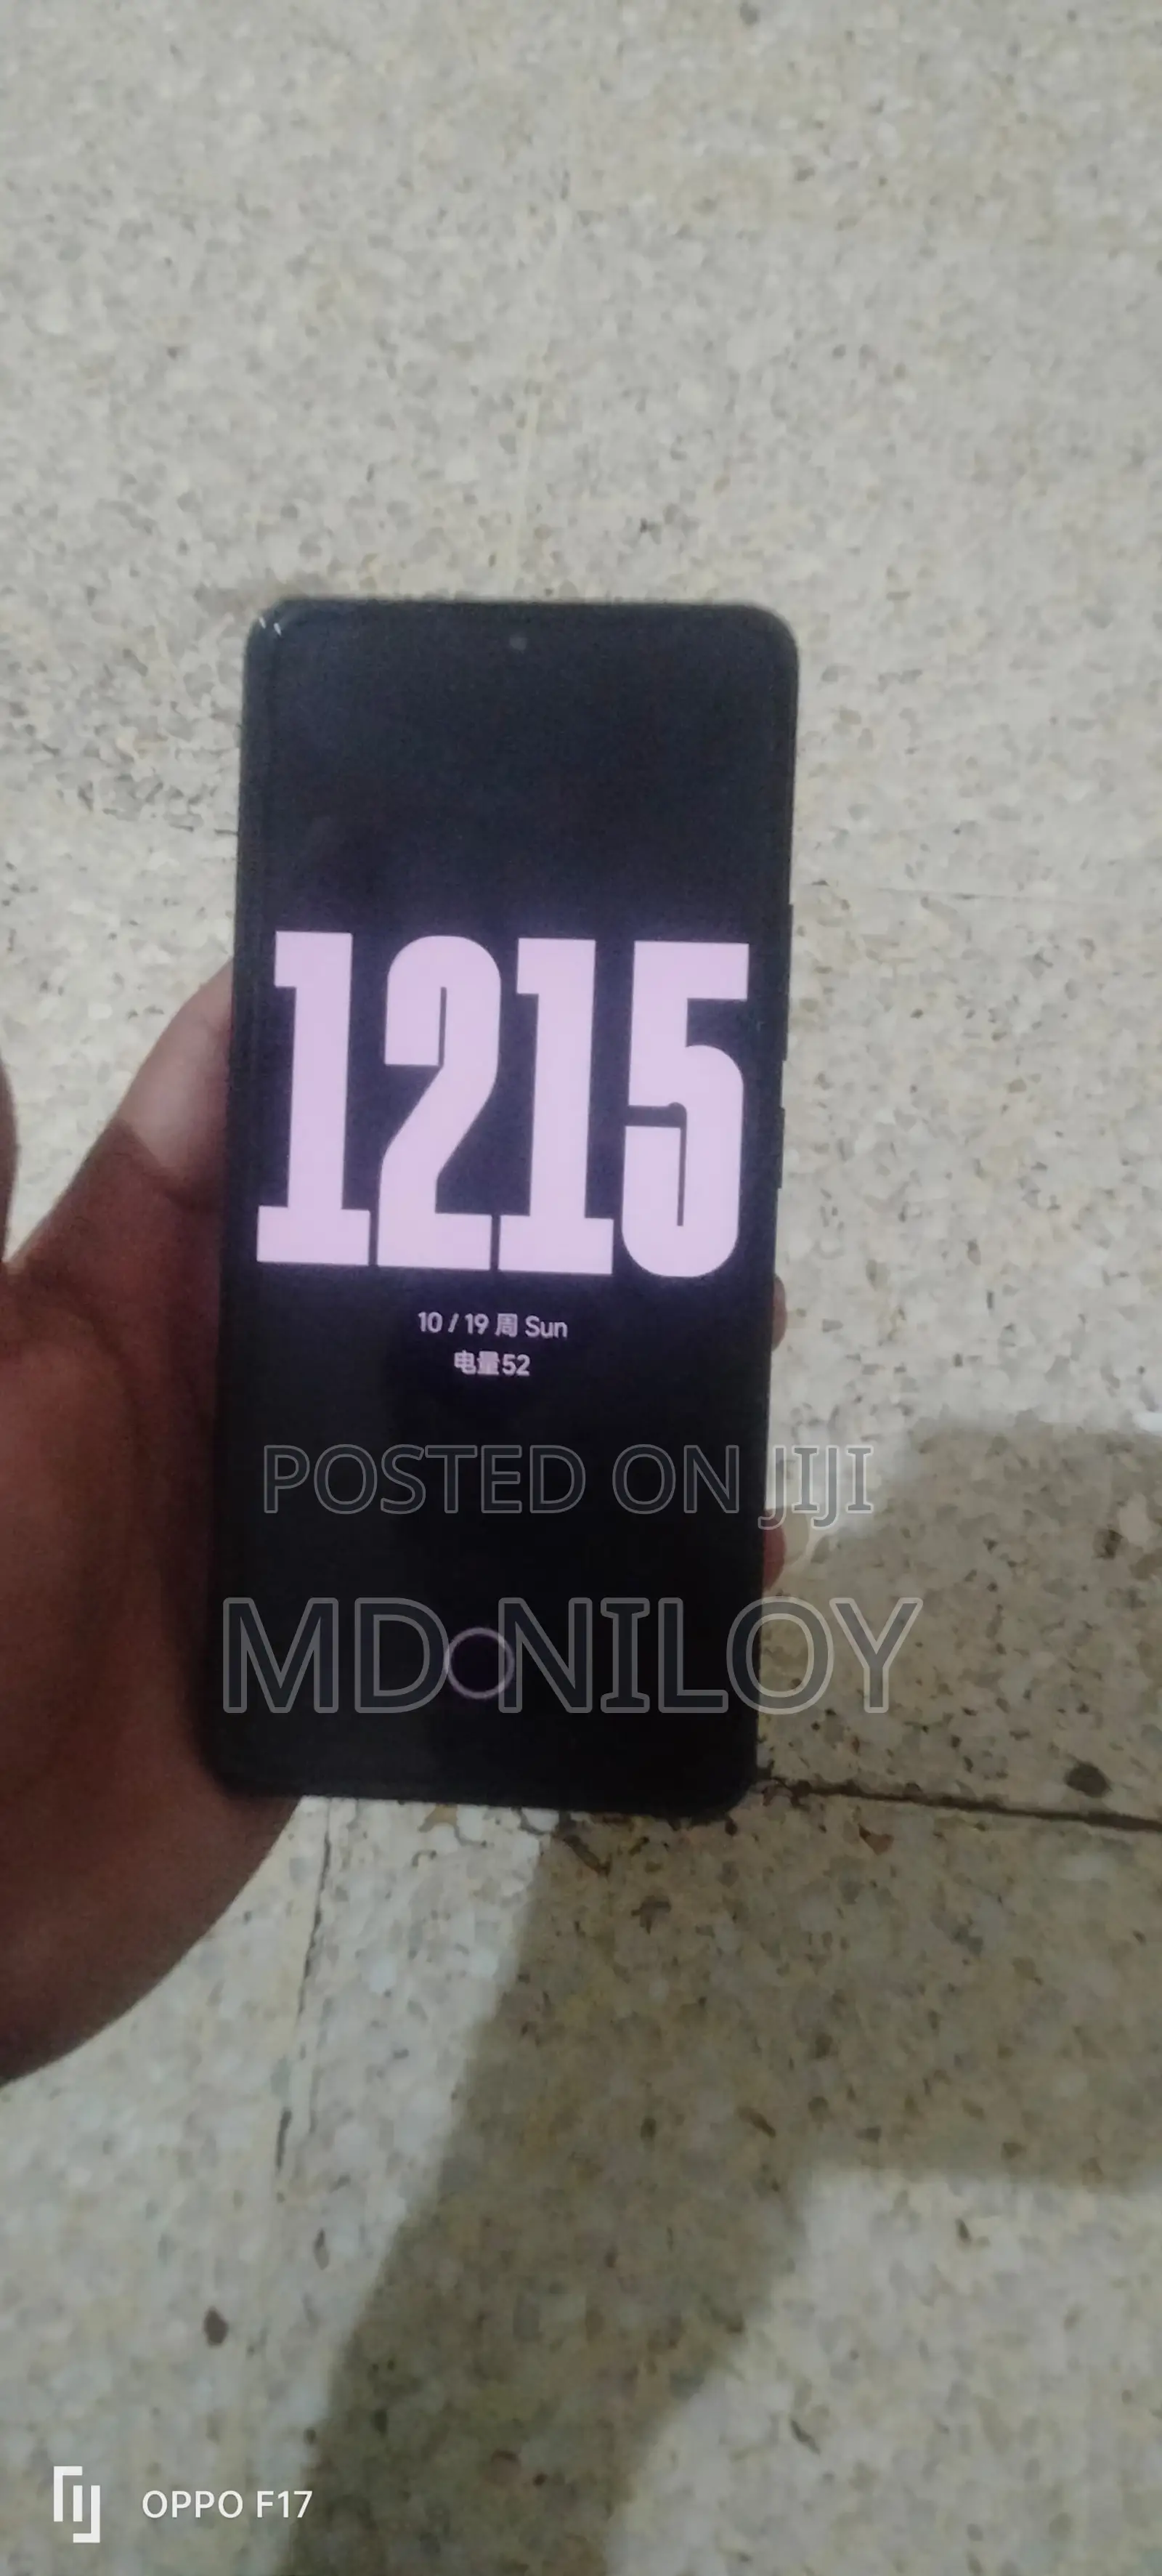 1215
10 / 19 周 Sun
电量52
POSTED ON JIJI
MD NILOY
OPPO F17